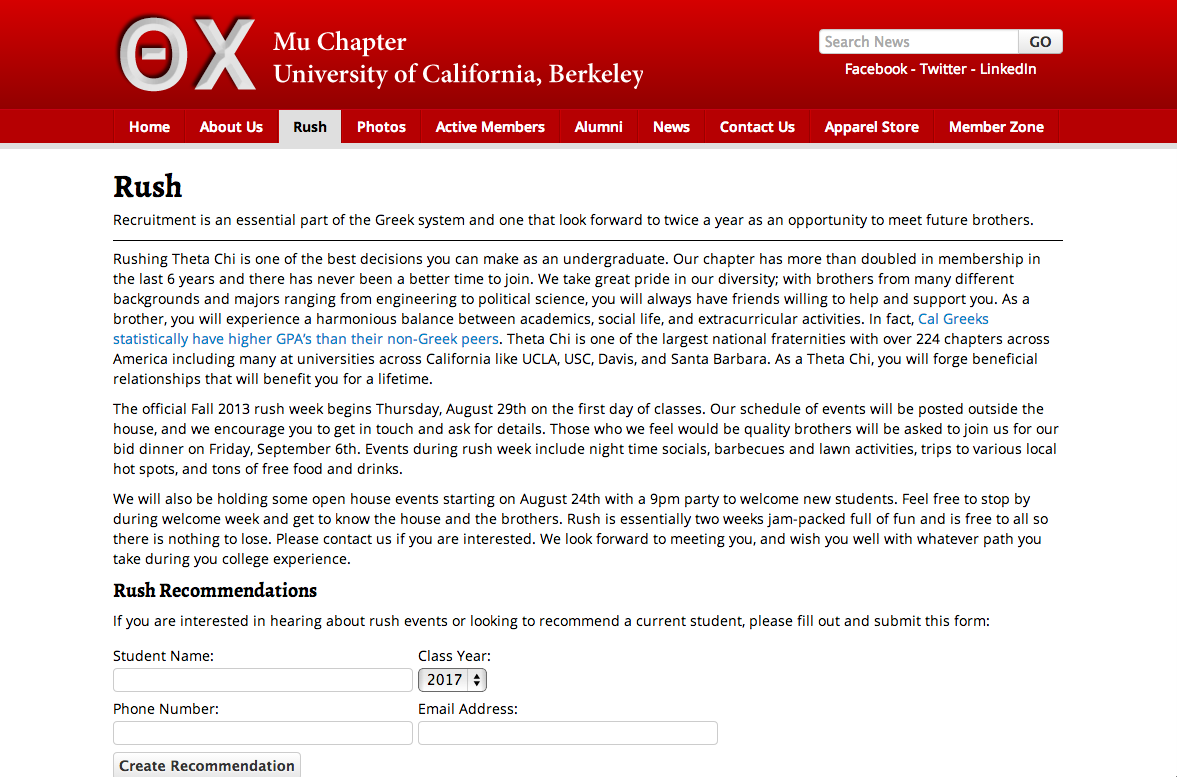 ΘΧ
Mu Chapter
University of California, Berkeley
Search News
GO
Facebook - Twitter - LinkedIn
Home About Us Rush Photos Active Members Alumni News Contact Us Apparel Store Member Zone
Rush
Recruitment is an essential part of the Greek system and one that look forward to twice a year as an opportunity to meet future brothers.
Rushing Theta Chi is one of the best decisions you can make as an undergraduate. Our chapter has more than doubled in membership in
the last 6 years and there has never been a better time to join. We take great pride in our diversity; with brothers from many different
backgrounds and majors ranging from engineering to political science, you will always have friends willing to help and support you. As a
brother, you will experience a harmonious balance between academics, social life, and extracurricular activities. In fact, Cal Greeks
statistically have higher GPA's than their non-Greek peers. Theta Chi is one of the largest national fraternities with over 224 chapters across
America including many at universities across California like UCLA, USC, Davis, and Santa Barbara. As a Theta Chi, you will forge beneficial
relationships that will benefit you for a lifetime.
The official Fall 2013 rush week begins Thursday, August 29th on the first day of classes. Our schedule of events will be posted outside the
house, and we encourage you to get in touch and ask for details. Those who we feel would be quality brothers will be asked to join us for our
bid dinner on Friday, September 6th. Events during rush week include night time socials, barbecues and lawn activities, trips to various local
hot spots, and tons of free food and drinks.
We will also be holding some open house events starting on August 24th with a 9pm party to welcome new students. Feel free to stop by
during welcome week and get to know the house and the brothers. Rush is essentially two weeks jam-packed full of fun and is free to all so
there is nothing to lose. Please contact us if you are interested. We look forward to meeting you, and wish you well with whatever path you
take during you college experience.
Rush Recommendations
If you are interested in hearing about rush events or looking to recommend a current student, please fill out and submit this form:
Student Name: Class Year:
2017
Phone Number: Email Address:
Create Recommendation